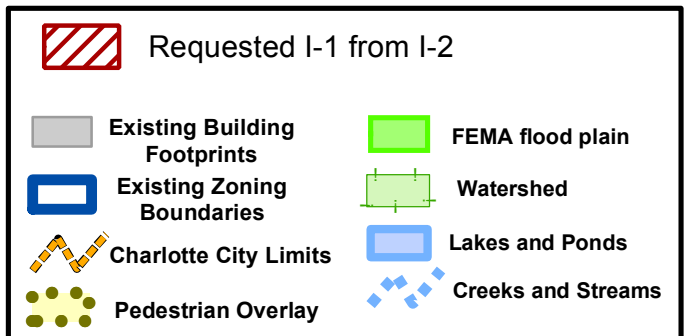 Requested I-1 from I-2
Existing Building
Footprints
Existing Zoning
Boundaries
Charlotte City Limits
Pedestrian Overlay
FEMA flood plain
Watershed
Lakes and Ponds
Creeks and Streams